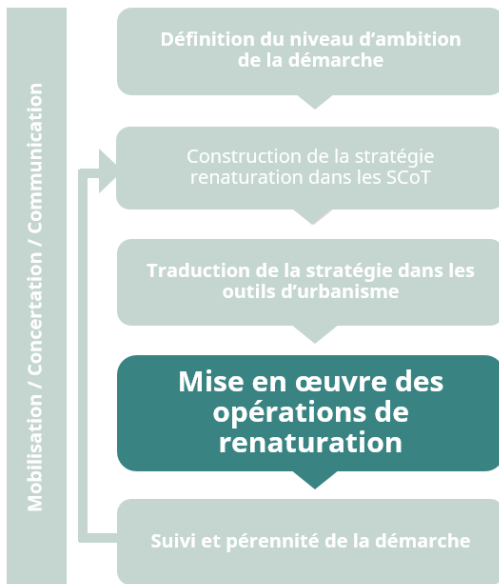 Mobilisation / Concertation / Communication
Définition du niveau d’ambition
de la démarche
Construction de la stratégie
renaturation dans les SCoT
Traduction de la stratégie dans les
outils d’urbanisme
Mise en œuvre des
opérations de
renaturation
Suivi et pérennité de la démarche